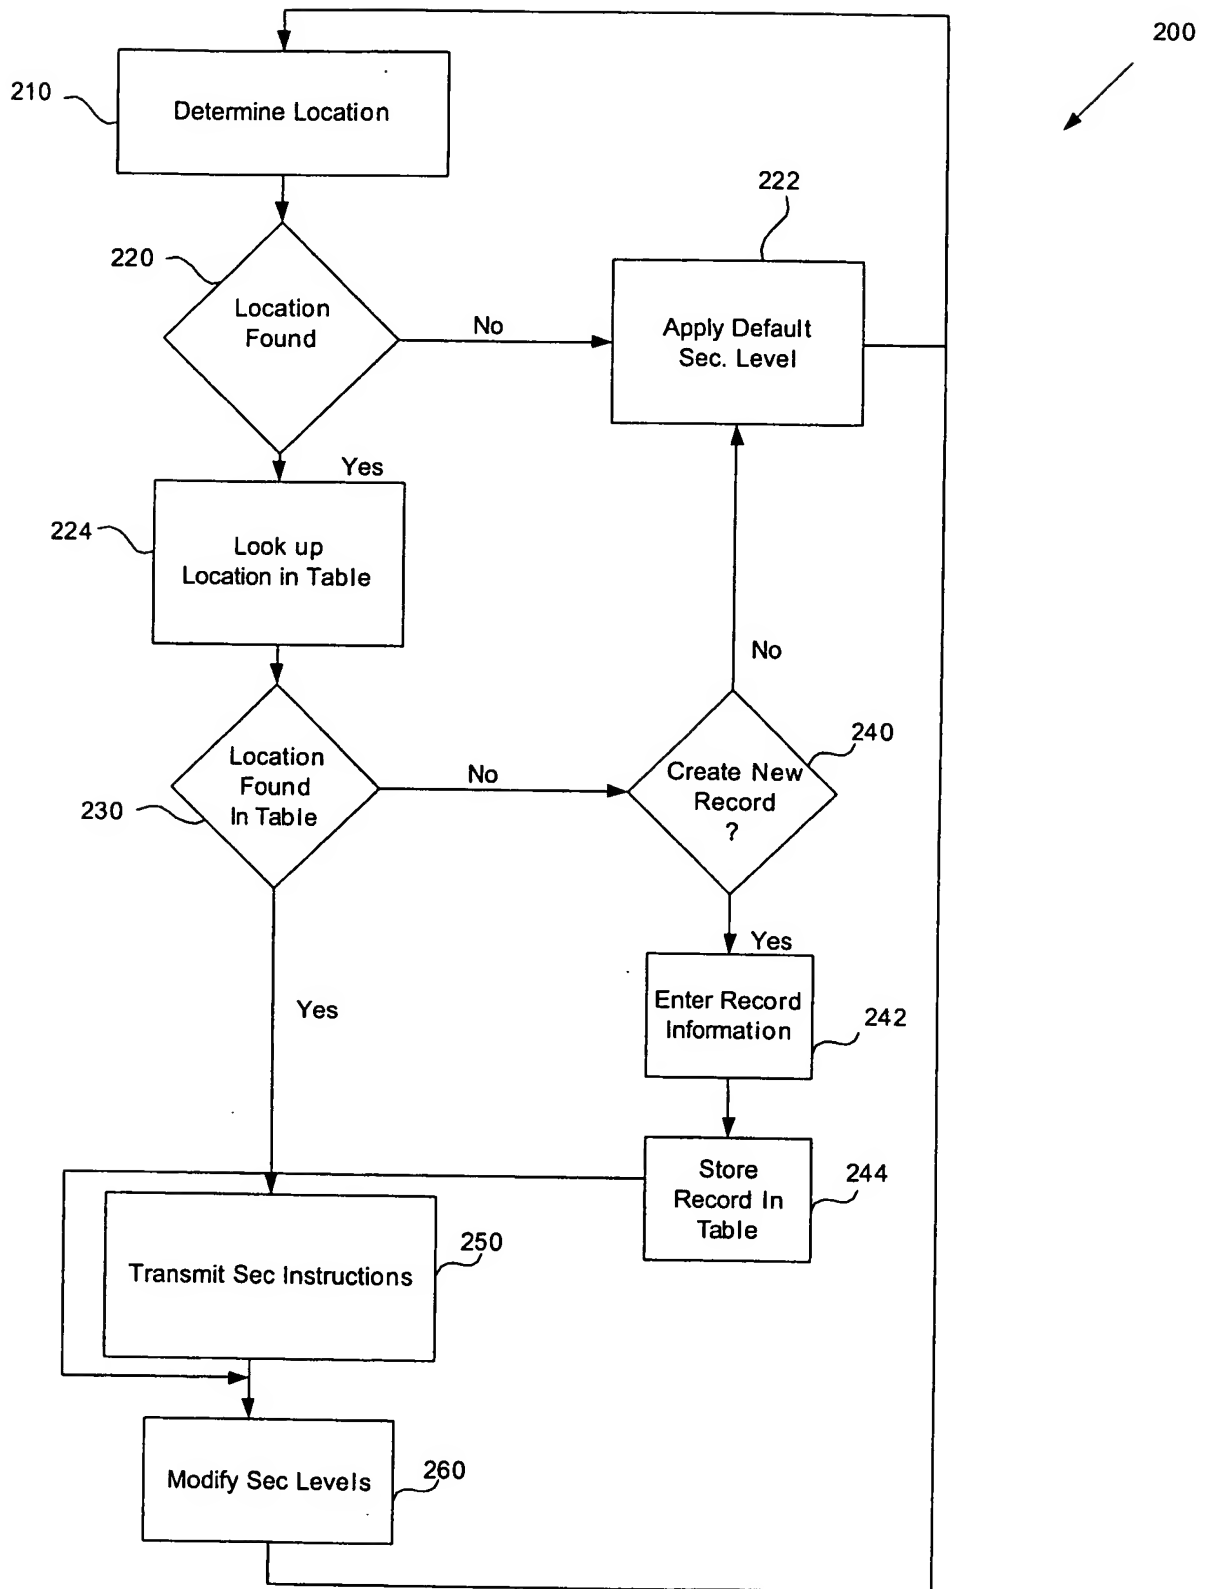 200
210
Determine Location
222
220
Location
Found
No
Apply Default
Sec. Level
Yes
224
Look up
Location in Table
No
240
Location
Found
In Table
No
Create New
Record
?
230
Yes
Yes
Enter Record
Information
242
Store
Record In
Table
244
250
Transmit Sec Instructions
Modify Sec Levels
260